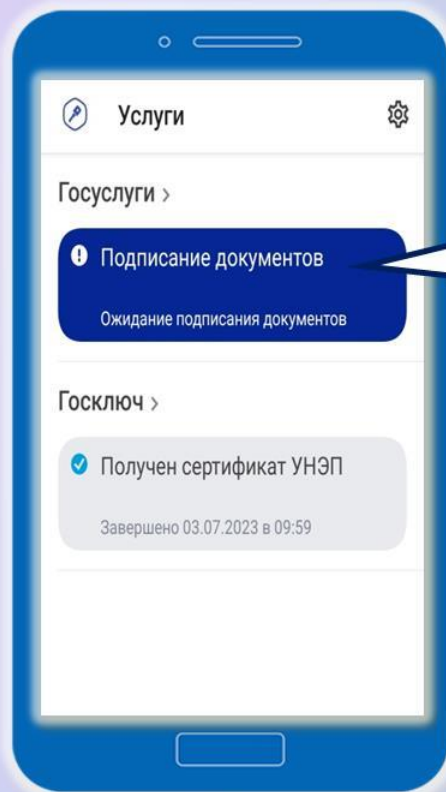 Услуги
Госуслуги >
Подписание документов
Ожидание подписания документов
Госключ >
Получен сертификат УНЭП
Завершено 03.07.2023 в 09:59